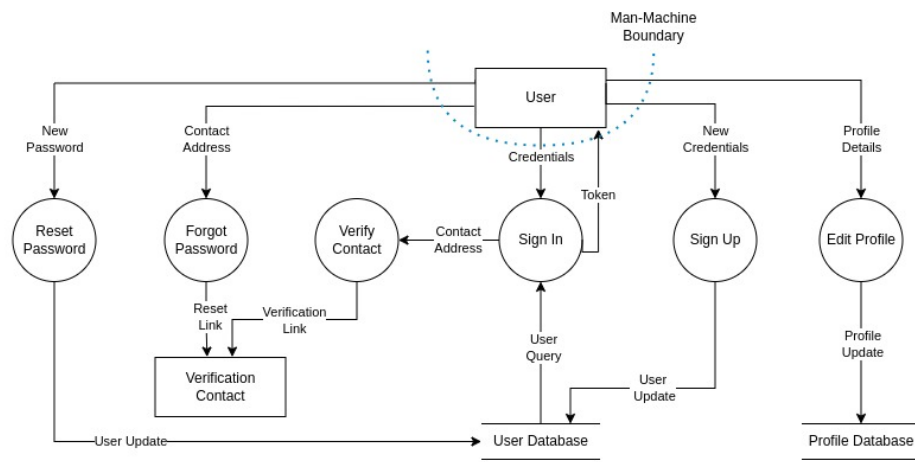 Man-Machine
Boundary
User
New
Password
Contact
Address
Credentials
New
Credentials
Profile
Details
Token
Reset
Password
Forgot
Password
Verify
Contact
Contact
Address
Sign In
Sign Up
Edit Profile
Reset
Link
Verification
Link
User
Query
Profile
Update
Verification
Contact
User
Update
User Update
User Database
Profile Database